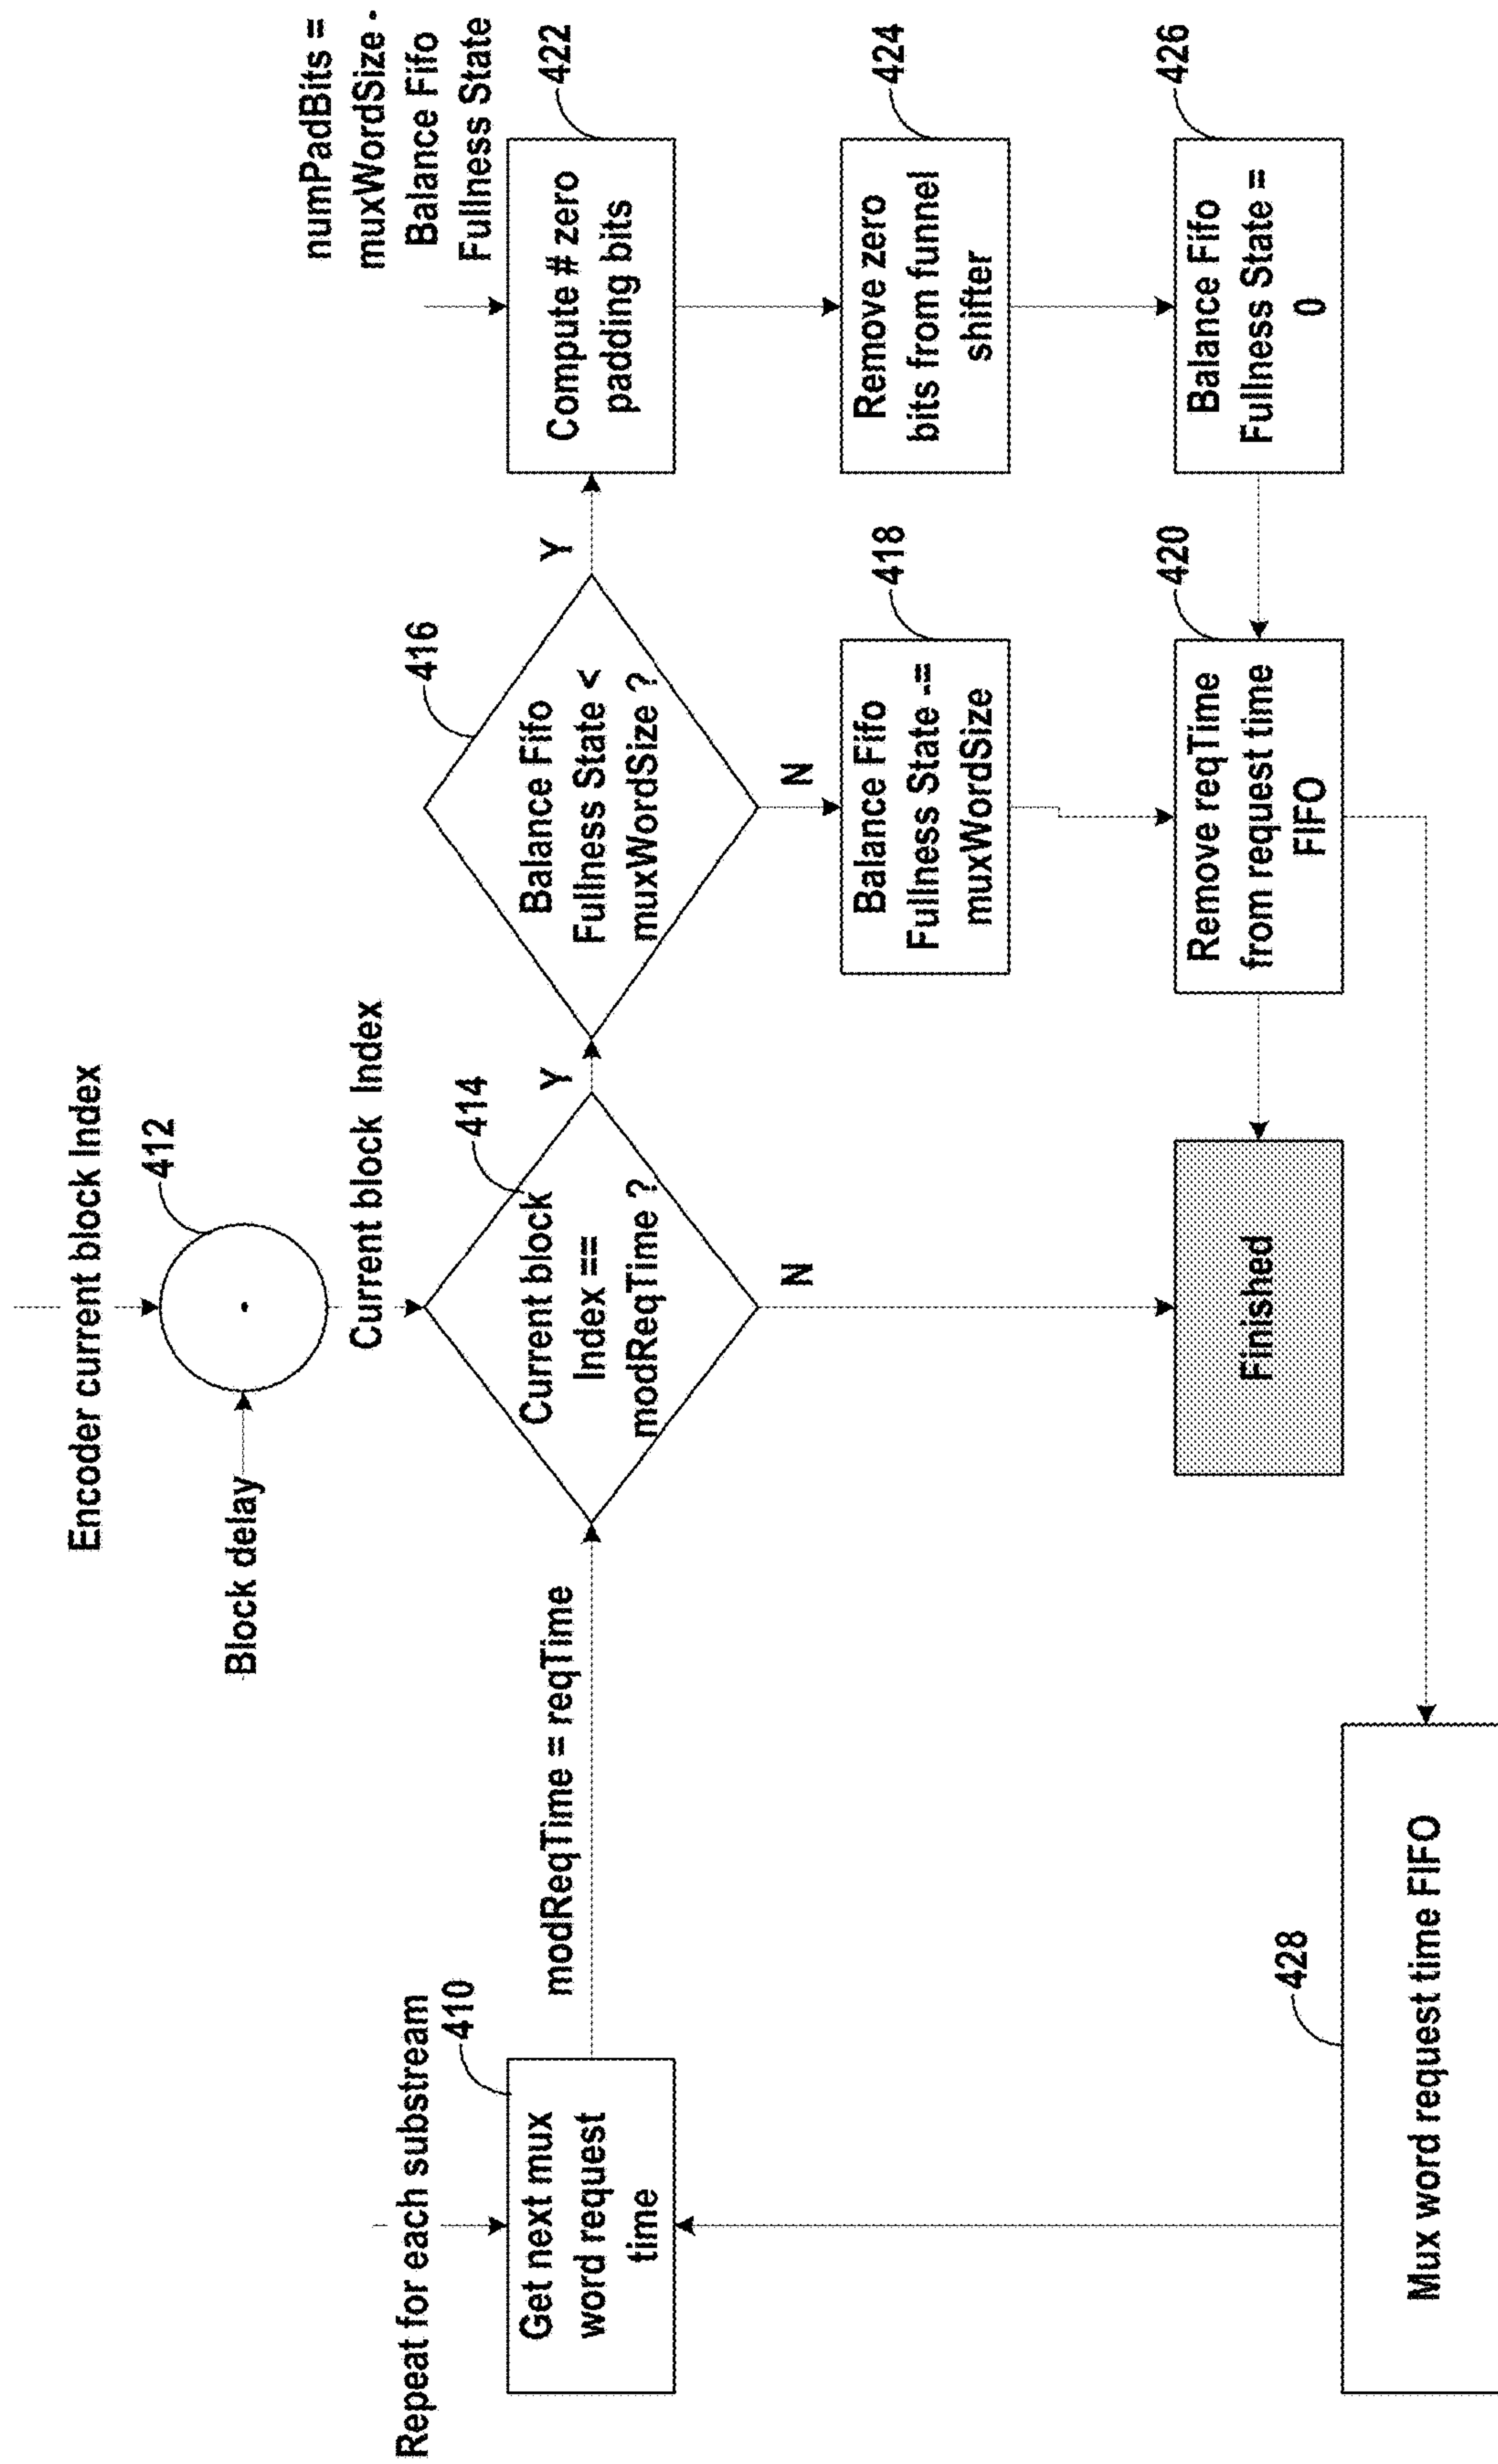 Encoder current block Index
412
Block delay
-
Current block Index
Repeat for each substream
410
Get next mux
word request
time
modReqTime = reqTime
414
Current block
Index ==
modReqTime ?
Y
N
416
Balance Fifo
Fullness State <
muxWordSize ?
Y
N
numPadBits =
muxWordSize -
Balance Fifo
Fullness State
422
Compute # zero
padding bits
418
Balance Fifo
Fullness State -=
muxWordSize
424
Remove zero
bits from funnel
shifter
Finished
420
Remove reqTime
from request time
FIFO
426
Balance Fifo
Fullness State =
0
428
Mux word request time FIFO